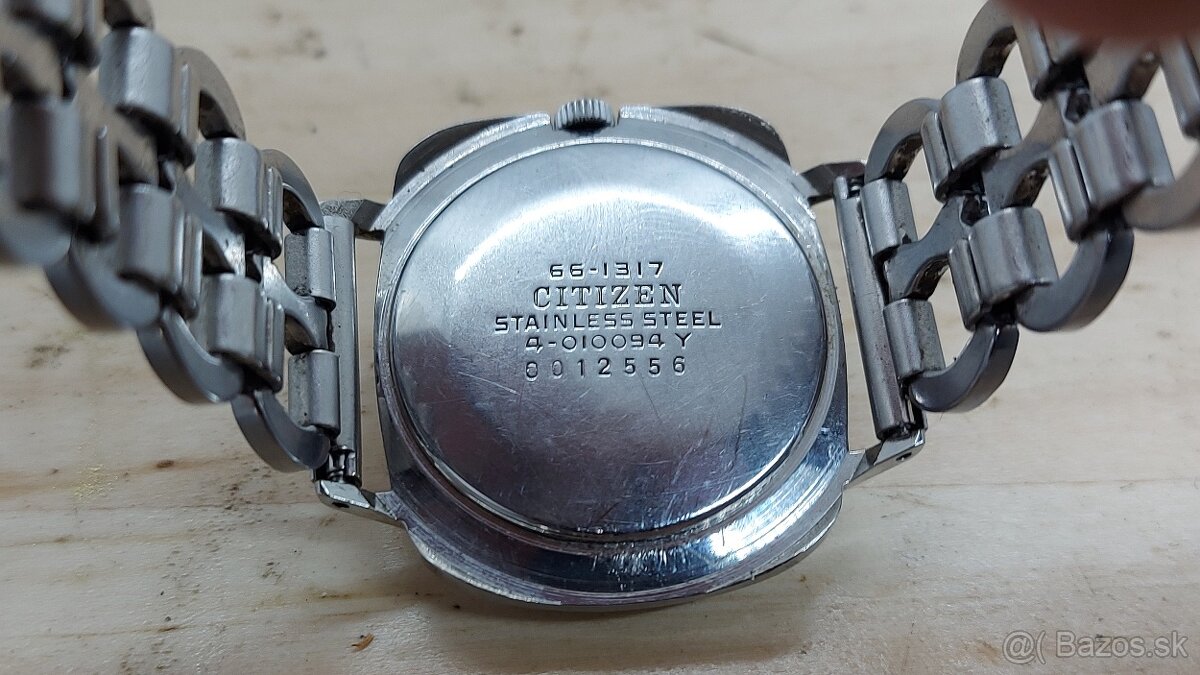 66-1317
CITIZEN
STAINLESS STEEL
4-010094 Y
0012556
@( Bazos.sk